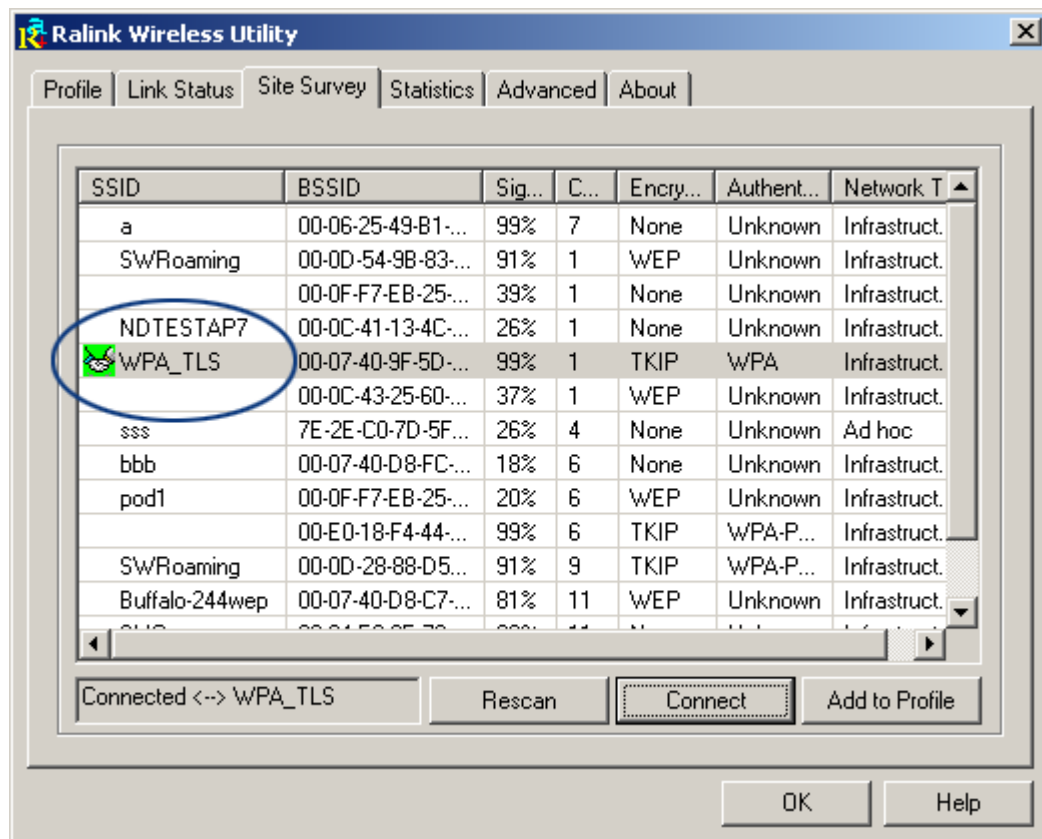 Ralink Wireless Utility
Profile Link Status Site Survey Statistics Advanced About
SSID BSSID Sig... C... Encry... Authent... Network T
a 00-06-25-49-B1-... 99% 7 None Unknown Infrastruct.
SWRoaming 00-0D-54-9B-83-... 91% 1 WEP Unknown Infrastruct.
00-0F-F7-EB-25-... 39% 1 None Unknown Infrastruct.
NDTESTAP7 00-0C-41-13-4C-... 26% 1 None Unknown Infrastruct.
WPA_TLS 00-07-40-9F-5D-... 99% 1 TKIP WPA Infrastruct.
00-0C-43-25-60-... 37% 1 WEP Unknown Infrastruct.
sss 7E-2E-C0-7D-5F... 26% 4 None Unknown Ad hoc
bbb 00-07-40-D8-FC-... 18% 6 None Unknown Infrastruct.
pod1 00-0F-F7-EB-25-... 20% 6 WEP Unknown Infrastruct.
00-E0-18-F4-44-... 99% 6 TKIP WPA-P... Infrastruct.
SWRoaming 00-0D-28-88-D5... 91% 9 TKIP WPA-P... Infrastruct.
Buffalo-244wep 00-07-40-D8-C7-... 81% 11 WEP Unknown Infrastruct.
Connected <--> WPA_TLS Rescan Connect Add to Profile
OK Help